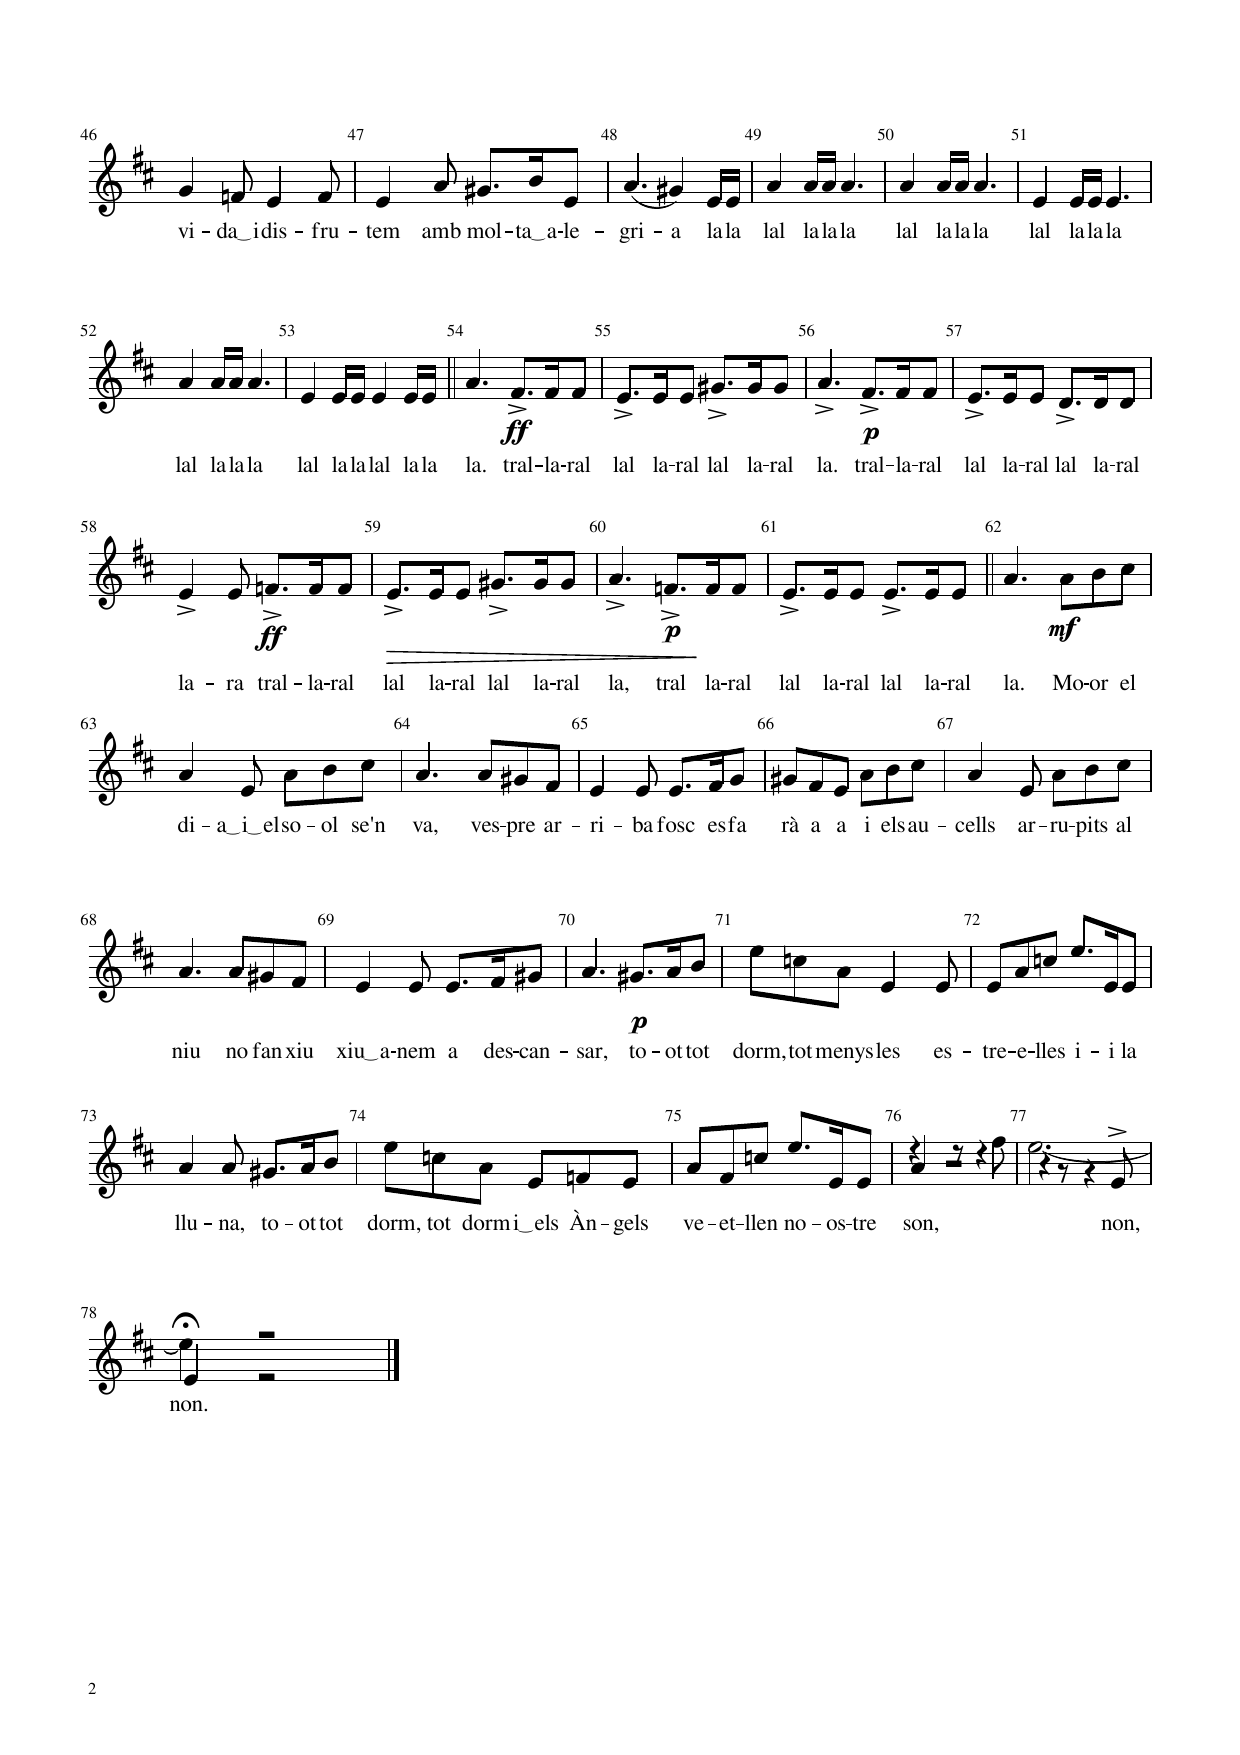 46 47 48 49 50 51
vi – da‿idis – fru – tem amb mol – ta‿a-le – gri – a la la lal la la la lal la la la lal la la la
52 53 54 55 56 57
ff p
lal la la la lal la la lal la la la. tral – la-ral lal la-ral lal la-ral la. tral – la-ral lal la-ral lal la-ral
58 59 60 61 62
ff p mf
la – ra tral – la-ral lal la-ral lal la-ral la, tral la-ral lal la-ral lal la-ral la. Mo-or el
63 64 65 66 67
di – a‿i‿elso – ol se'n va, ves-pre ar – ri – ba fosc es fa rà a a i els au – cells ar – ru-pits al
68 69 70 71 72
p
niu no fan xiu xiu‿a-nem a des-can – sar, to – ot tot dorm, tot menys les es – tre-e-lles i – i la
73 74 75 76 77
llu – na, to – ot tot dorm, tot dorm i‿els Àn – gels ve – et – llen no – os – tre son, non,
78
non.
2